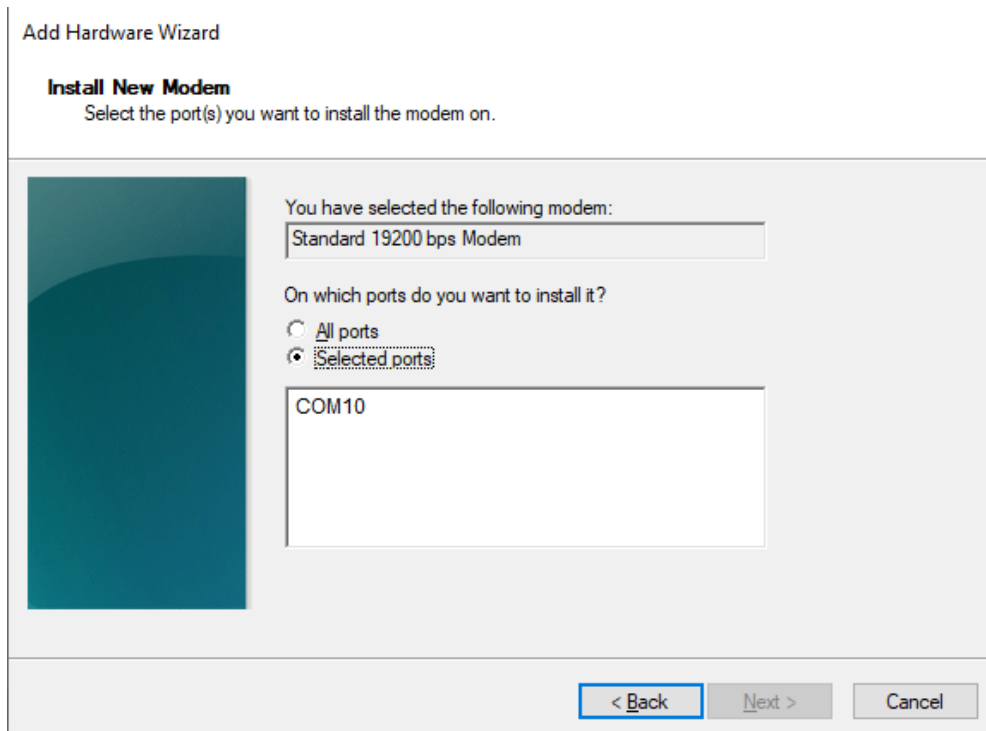 Add Hardware Wizard
Install New Modem
Select the port(s) you want to install the modem on.
You have selected the following modem:
Standard 19200 bps Modem
On which ports do you want to install it?
All ports
Selected ports
COM10
< Back Next > Cancel